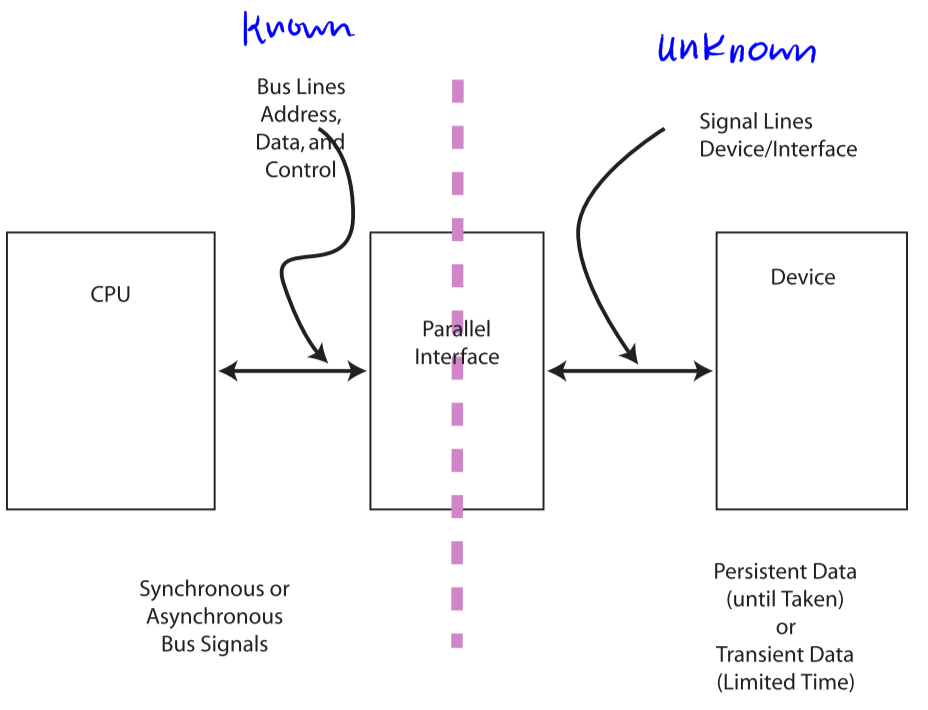 Known
unknown
Bus Lines
Address,
Data, and
Control
Signal Lines
Device/Interface
CPU
Parallel
Interface
Device
Synchronous or
Asynchronous
Bus Signals
Persistent Data
(until Taken)
or
Transient Data
(Limited Time)